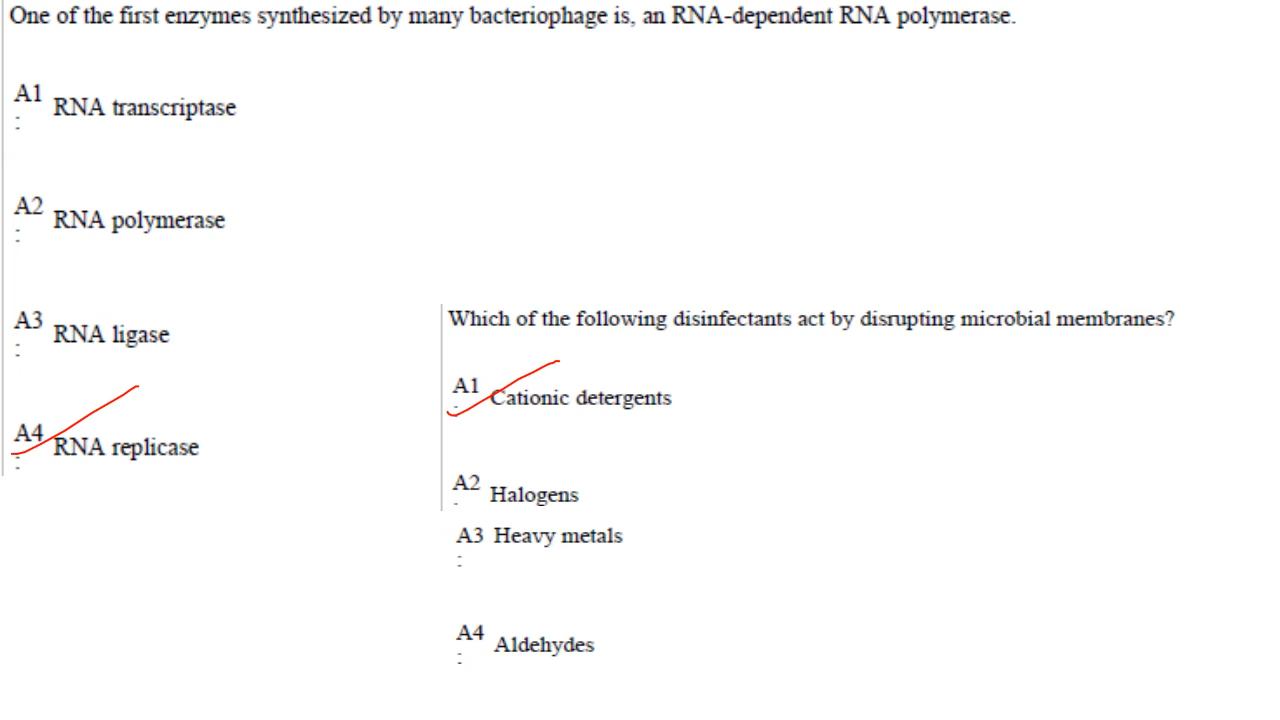 One of the first enzymes synthesized by many bacteriophage is, an RNA-dependent RNA polymerase.
A1
: RNA transcriptase
A2
: RNA polymerase
A3
: RNA ligase
A4
: RNA replicase
Which of the following disinfectants act by disrupting microbial membranes?
A1 Cationic detergents
A2 Halogens
A3 Heavy metals
:
A4 Aldehydes
: